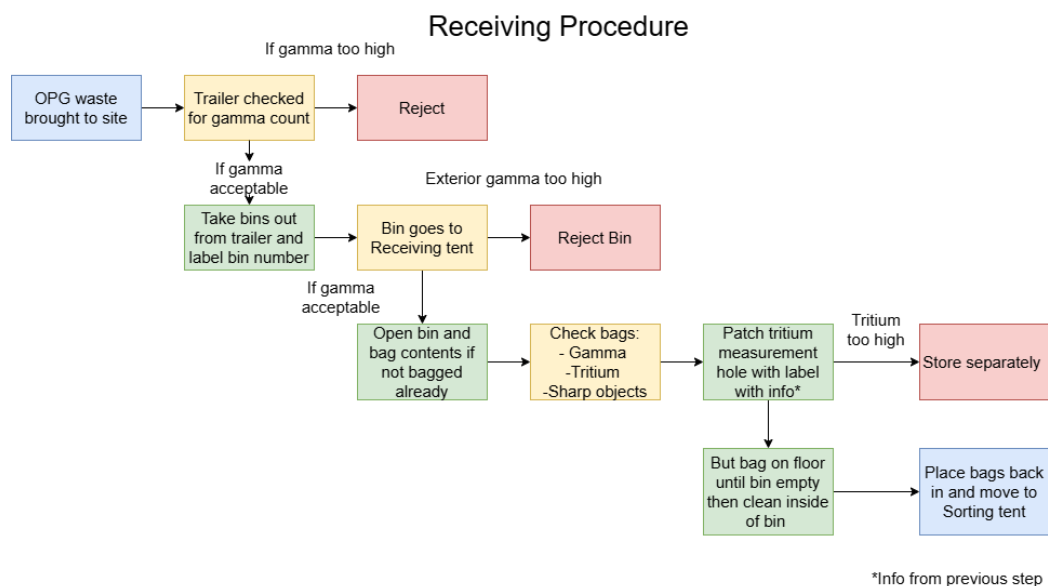 Receiving Procedure
If gamma too high
OPG waste
brought to site
Trailer checked
for gamma count
Reject
If gamma
acceptable
Exterior gamma too high
Take bins out
from trailer and
label bin number
Bin goes to
Receiving tent
Reject Bin
If gamma
acceptable
Open bin and
bag contents if
not bagged
already
Check bags:
- Gamma
-Tritium
-Sharp objects
Patch tritium
measurement
hole with label
with info*
Tritium
too high
Store separately
But bag on floor
until bin empty
then clean inside
of bin
Place bags back
in and move to
Sorting tent
*Info from previous step